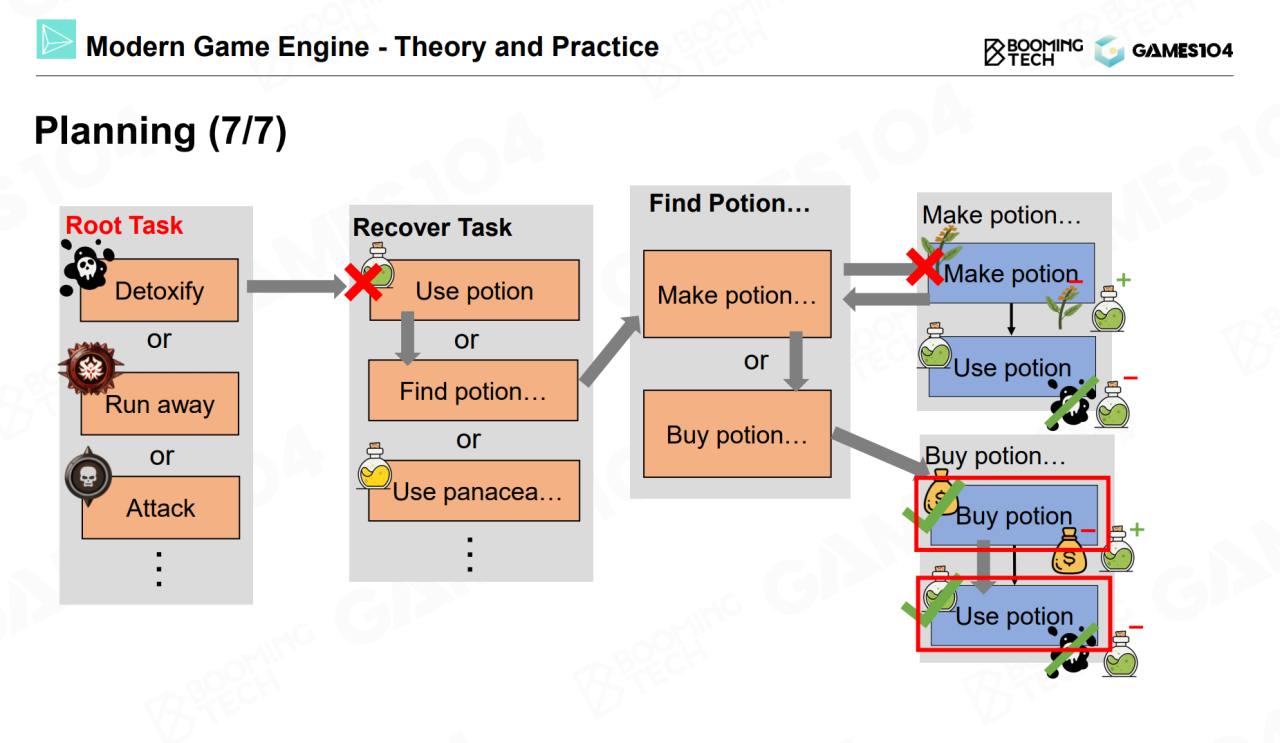 Modern Game Engine - Theory and Practice
BOOMING
TECH
GAMES104
Planning (7/7)
Root Task
Detoxify
or
Run away
or
Attack
Recover Task
Use potion
or
Find potion…
or
Use panacea…
Find Potion…
Make potion…
or
Buy potion…
Make potion…
Make potion
Use potion
Buy potion…
Buy potion
Use potion